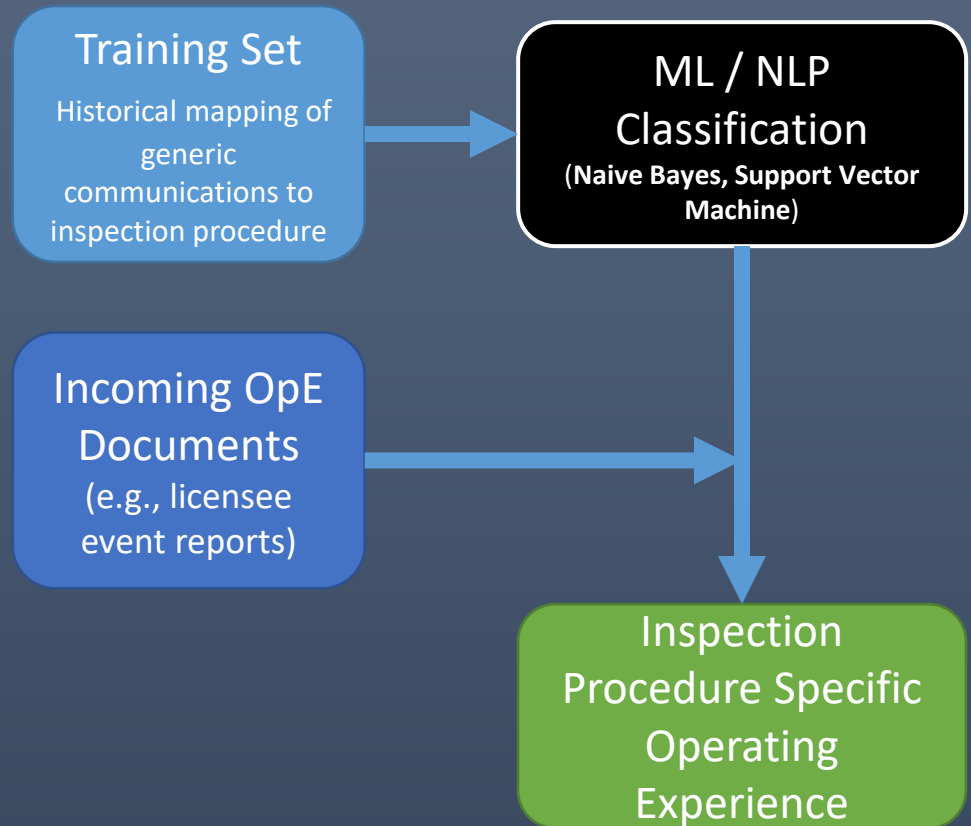 Training Set
Historical mapping of
generic
communications to
inspection procedure
ML / NLP
Classification
(Naive Bayes, Support Vector
Machine)
Incoming OpE
Documents
(e.g., licensee
event reports)
Inspection
Procedure Specific
Operating
Experience